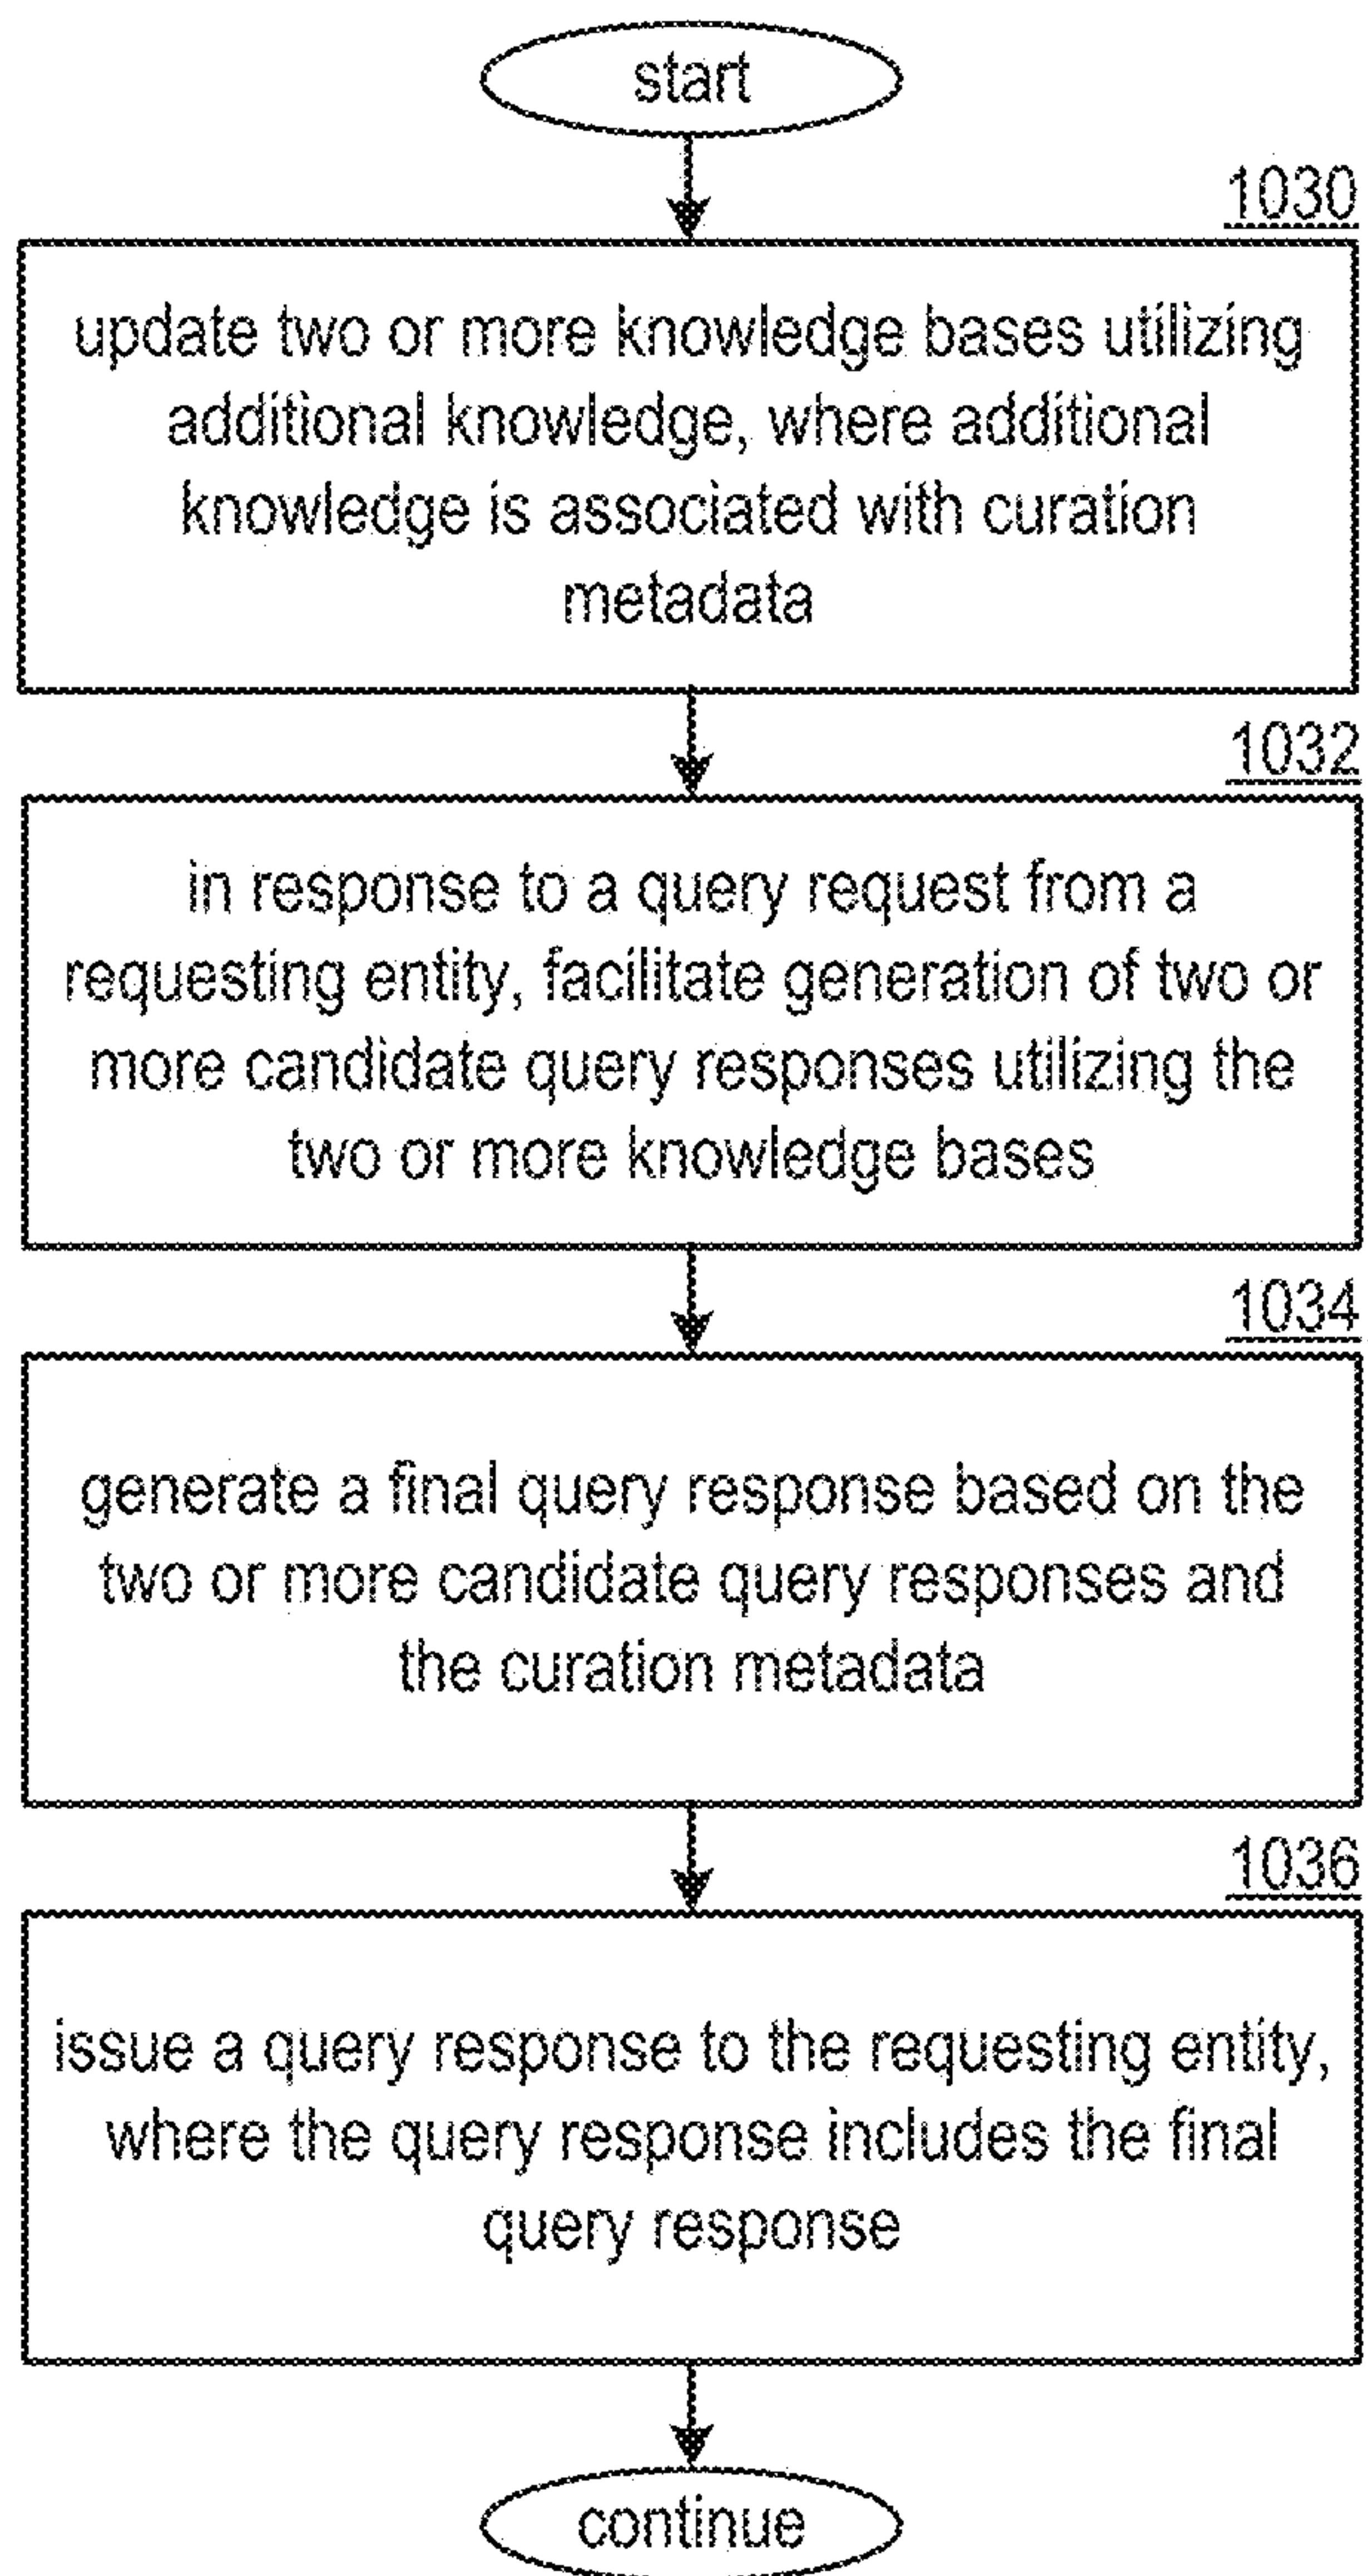 start
1030
update two or more knowledge bases utilizing
additional knowledge, where additional
knowledge is associated with curation
metadata
1032
in response to a query request from a
requesting entity, facilitate generation of two or
more candidate query responses utilizing the
two or more knowledge bases
1034
generate a final query response based on the
two or more candidate query responses and
the curation metadata
1036
issue a query response to the requesting entity,
where the query response includes the final
query response
continue